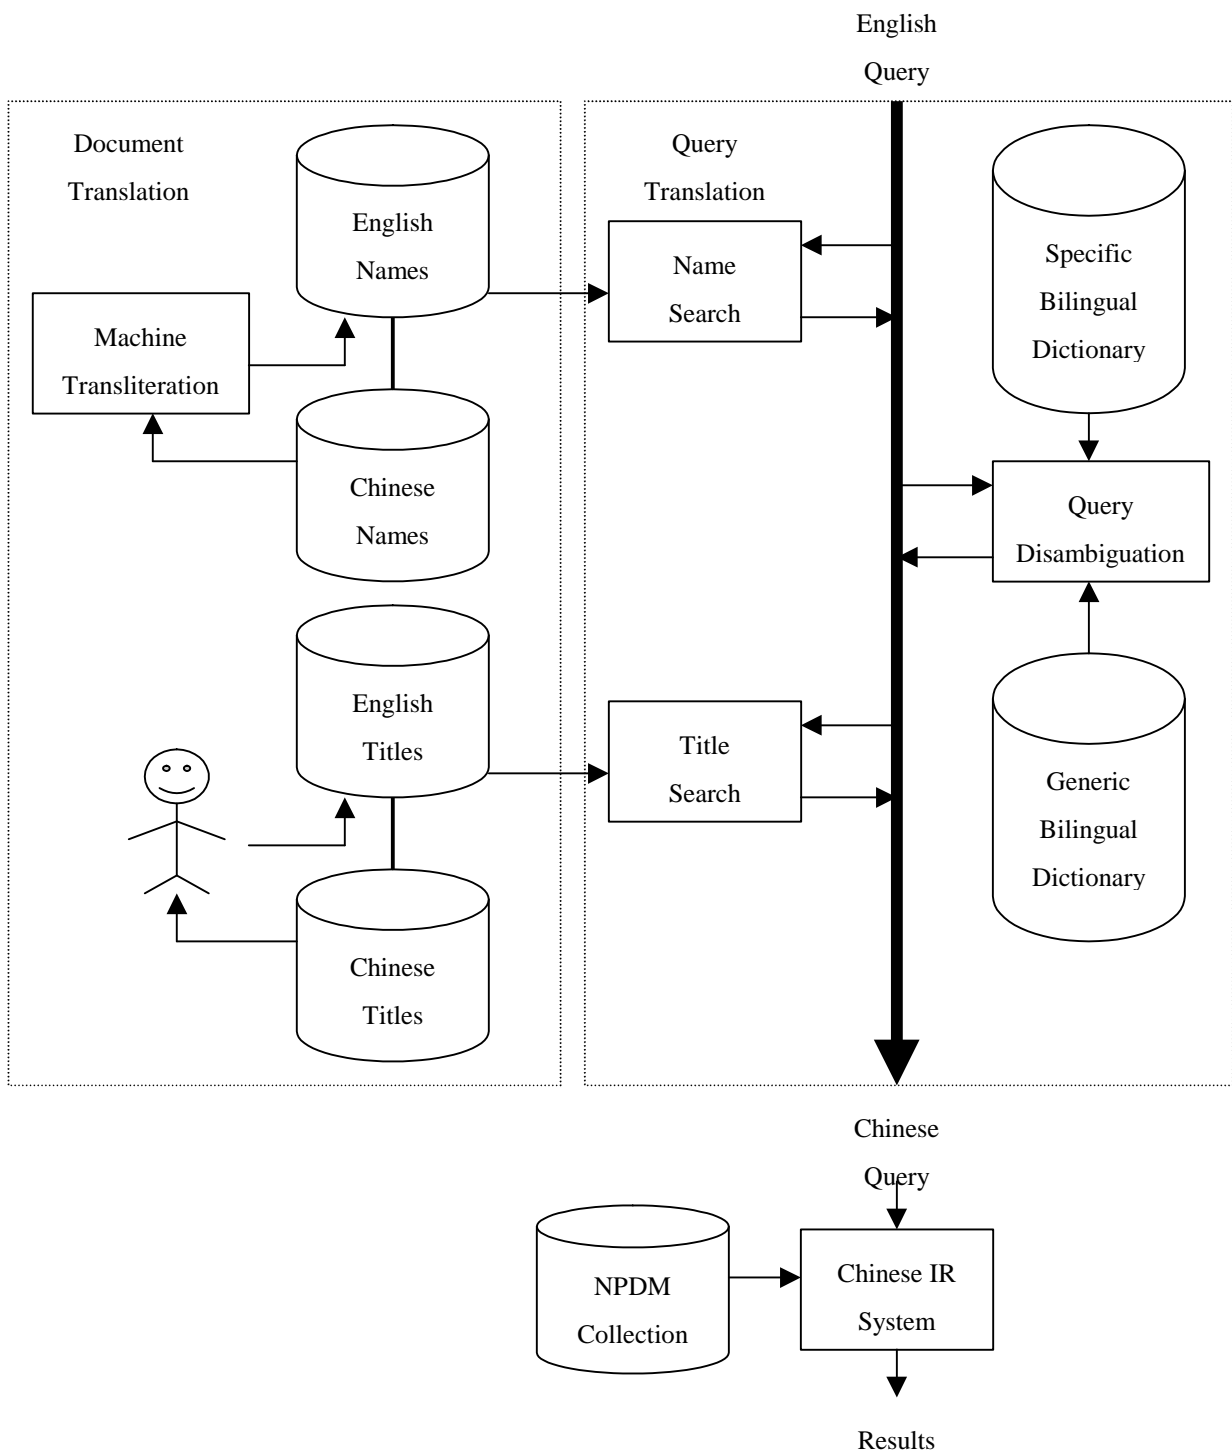 English
Query
Document
Translation
English
Names
Machine
Transliteration
Chinese
Names
English
Titles
Chinese
Titles
Query
Translation
Name
Search
Specific
Bilingual
Dictionary
Query
Disambiguation
Title
Search
Generic
Bilingual
Dictionary
Chinese
Query
NPDM
Collection
Chinese IR
System
Results